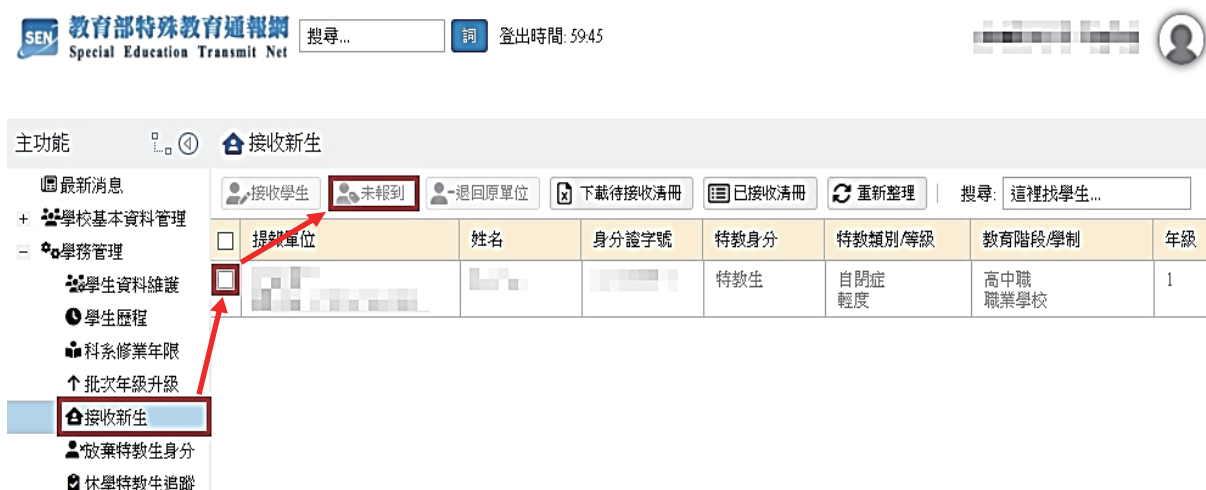 SEN 教育部特殊教育通報網 搜尋... 詞 登出時間: 59:45
Special Education Transmit Net
主功能 接收新生
最新消息
接收學生 未報到 退回原單位 下載待接收清冊 已接收清冊 重新整理 搜尋: 這裡找學生...
+ 學校基本資料管理
提報單位 姓名 身分證字號 特教身分 特教類別/等級 教育階段/學制 年級
− 學務管理
特教生 自閉症 高中職 1
輕度 職業學校
學生資料維護
學生歷程
科系修業年限
批次年級升級
接收新生
放棄特教生身分
休學特教生追蹤